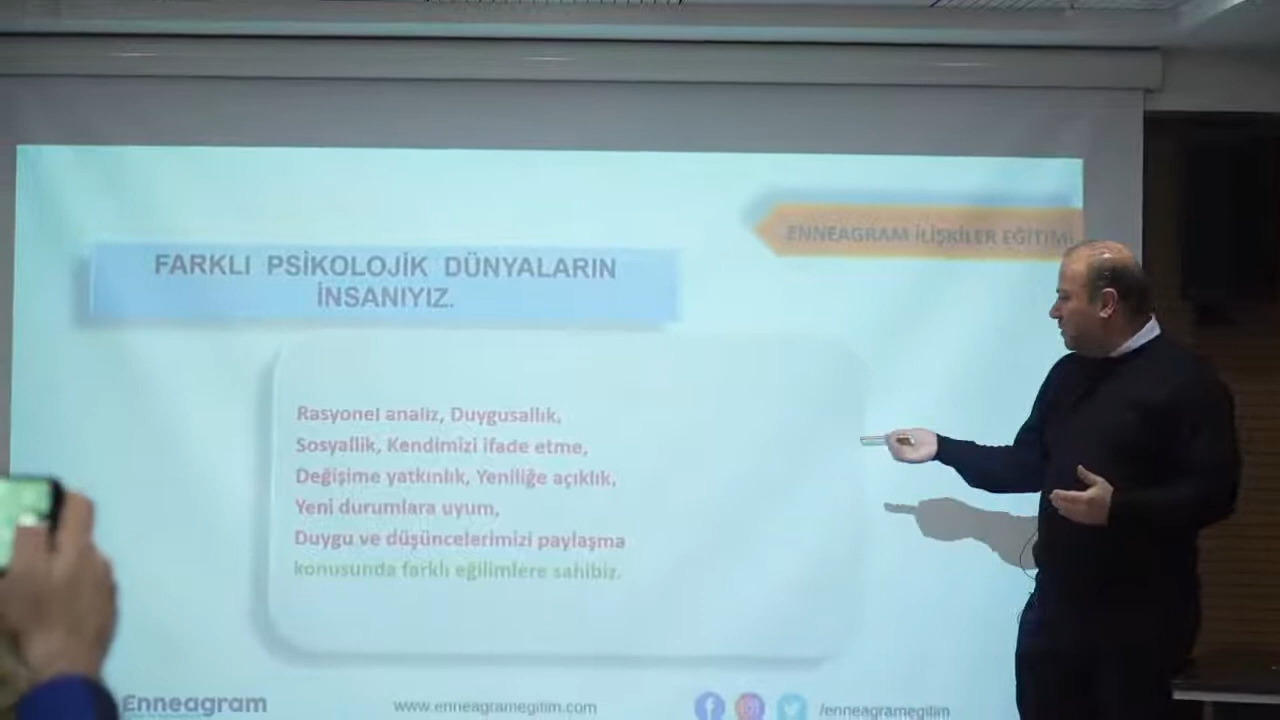 ENNEAGRAM İLİŞKİLER EĞİTİMİ
FARKLI PSİKOLOJİK DÜNYALARIN
İNSANIYIZ.
Rasyonel analiz, Duygusallık,
Sosyallik, Kendimizi ifade etme,
Değişime yatkınlık, Yeniliğe açıklık,
Yeni durumlara uyum,
Duygu ve düşüncelerimizi paylaşma
konusunda farklı eğilimlere sahibiz.
Enneagram
www.enneagramegitim.com
/enneagramegitim